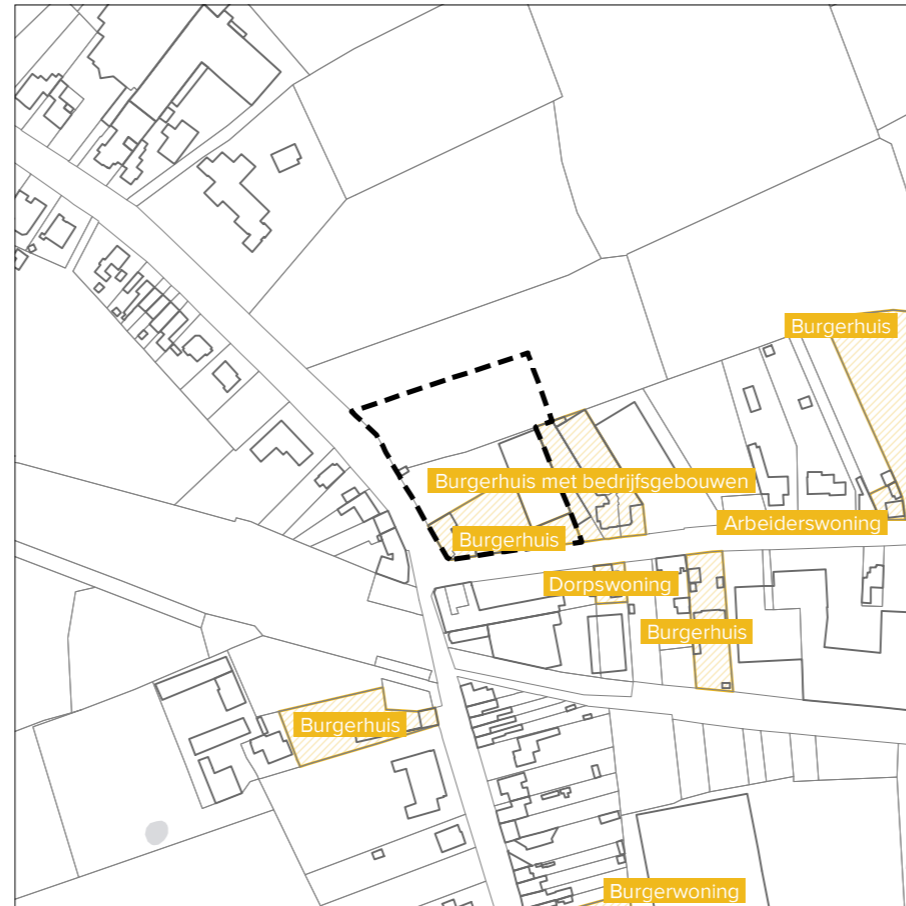 Burgerhuis
Burgerhuis met bedrijfsgebouwen
Arbeiderswoning
Burgerhuis
Dorpswoning
Burgerhuis
Burgerhuis
Burgerwoning